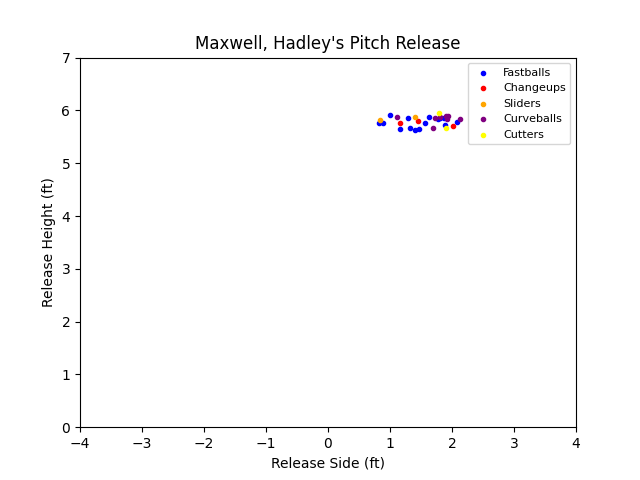 Maxwell, Hadley's Pitch Release
7
6
5
4
3
2
1
0
Release Height (ft)
Fastballs
Changeups
Sliders
Curveballs
Cutters
−4 −3 −2 −1 0 1 2 3 4
Release Side (ft)